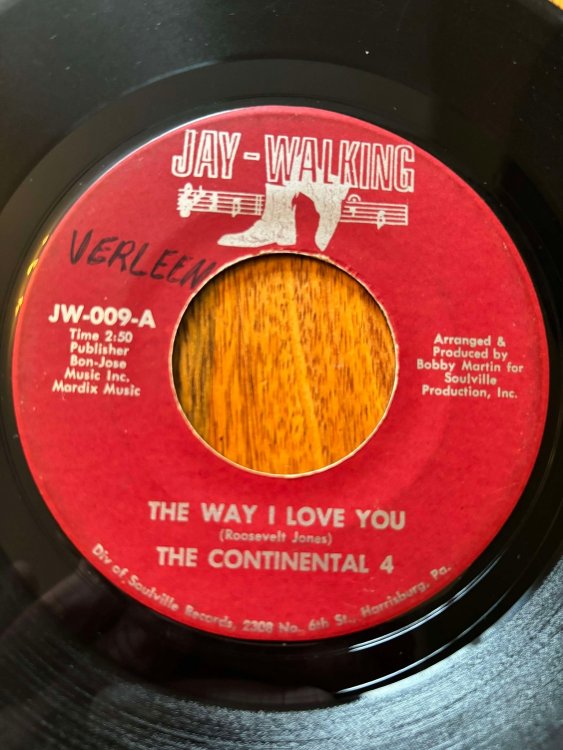 JAY-WALKING
VERLEEN
JW-009-A
Time 2:50
Publisher
Bon-Jose
Music Inc.
Mardix Music
Arranged &
Produced by
Bobby Martin for
Soulville
Production, Inc.
THE WAY I LOVE YOU
(Roosevelt Jones)
THE CONTINENTAL 4
Div of Soulville Records, 2308 No. 6th St., Harrisburg, Pa.